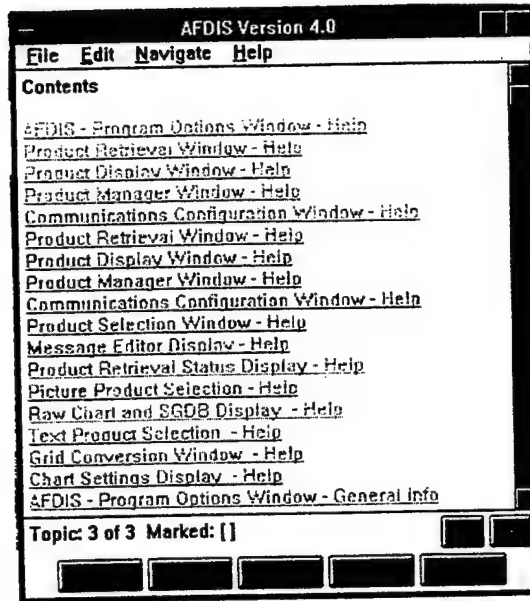 AFDIS Version 4.0
File Edit Navigate Help
Contents
AFDIS - Program Options Window - Help
Product Retrieval Window - Help
Product Display Window - Help
Product Manager Window - Help
Communications Configuration Window - Help
Product Retrieval Window - Help
Product Display Window - Help
Product Manager Window - Help
Communications Configuration Window - Help
Product Selection Window - Help
Message Editor Display - Help
Product Retrieval Status Display - Help
Picture Product Selection - Help
Raw Chart and SGDB Display - Help
Text Product Selection - Help
Grid Conversion Window - Help
Chart Settings Display - Help
AFDIS - Program Options Window - General Info
Topic: 3 of 3 Marked: []